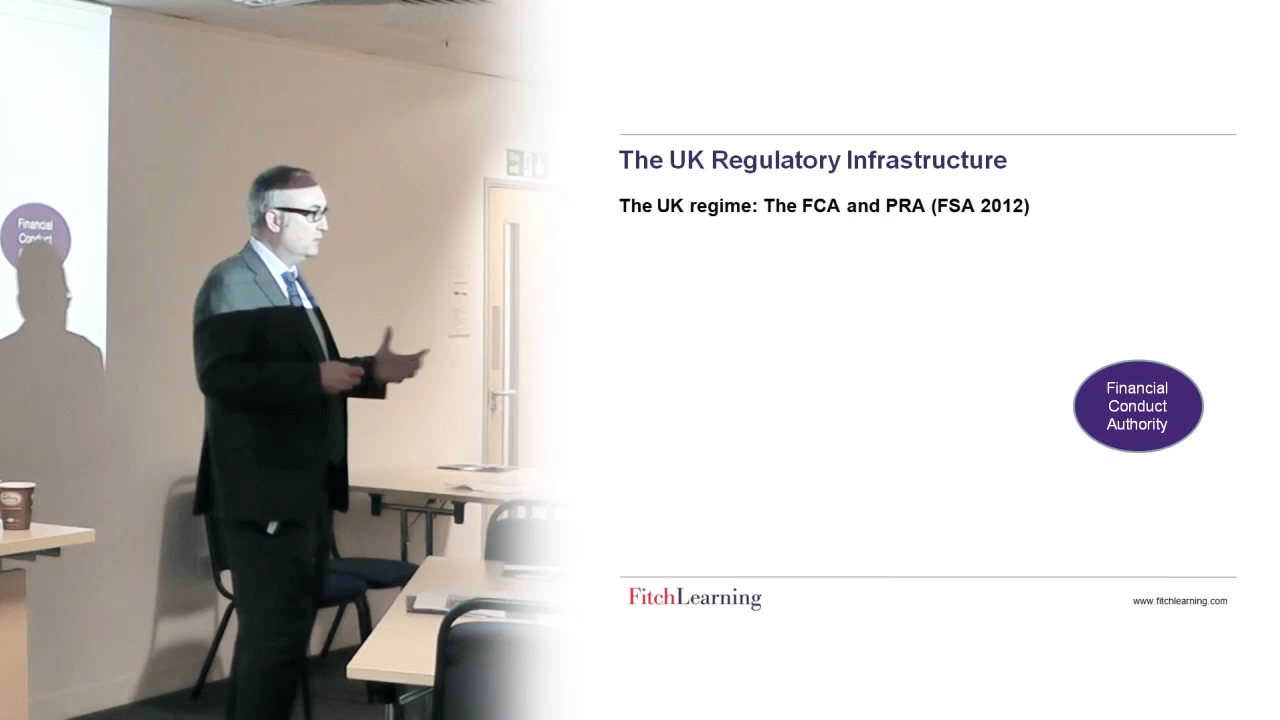 Financial
The UK Regulatory Infrastructure
The UK regime: The FCA and PRA (FSA 2012)
Financial
Conduct
Authority
FitchLearning
www.fitchlearning.com